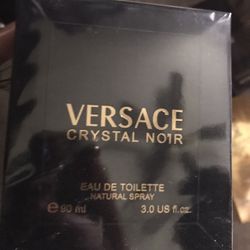 VERSACE
CRYSTAL NOIR
EAU DE TOILETTE
NATURAL SPRAY
e 90 ml 3.0 US fl.oz.